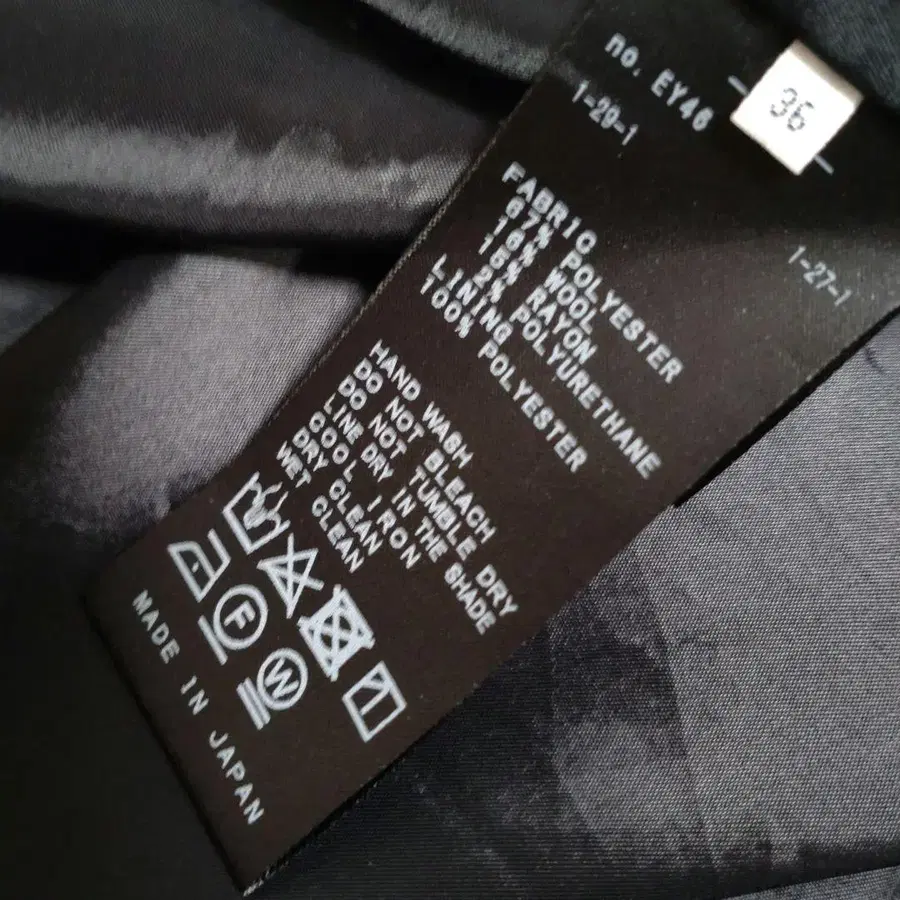 36
no. EY46
1-29-1
1-27-1
FABRIC
67% POLYESTER
16% WOOL
15% RAYON
2% POLYURETHANE
LINING
100% POLYESTER
HAND WASH
DO NOT BLEACH
DO NOT TUMBLE DRY
LINE DRY IN THE SHADE
COOL IRON
DRY CLEAN
WET CLEAN
F
W
MADE IN JAPAN